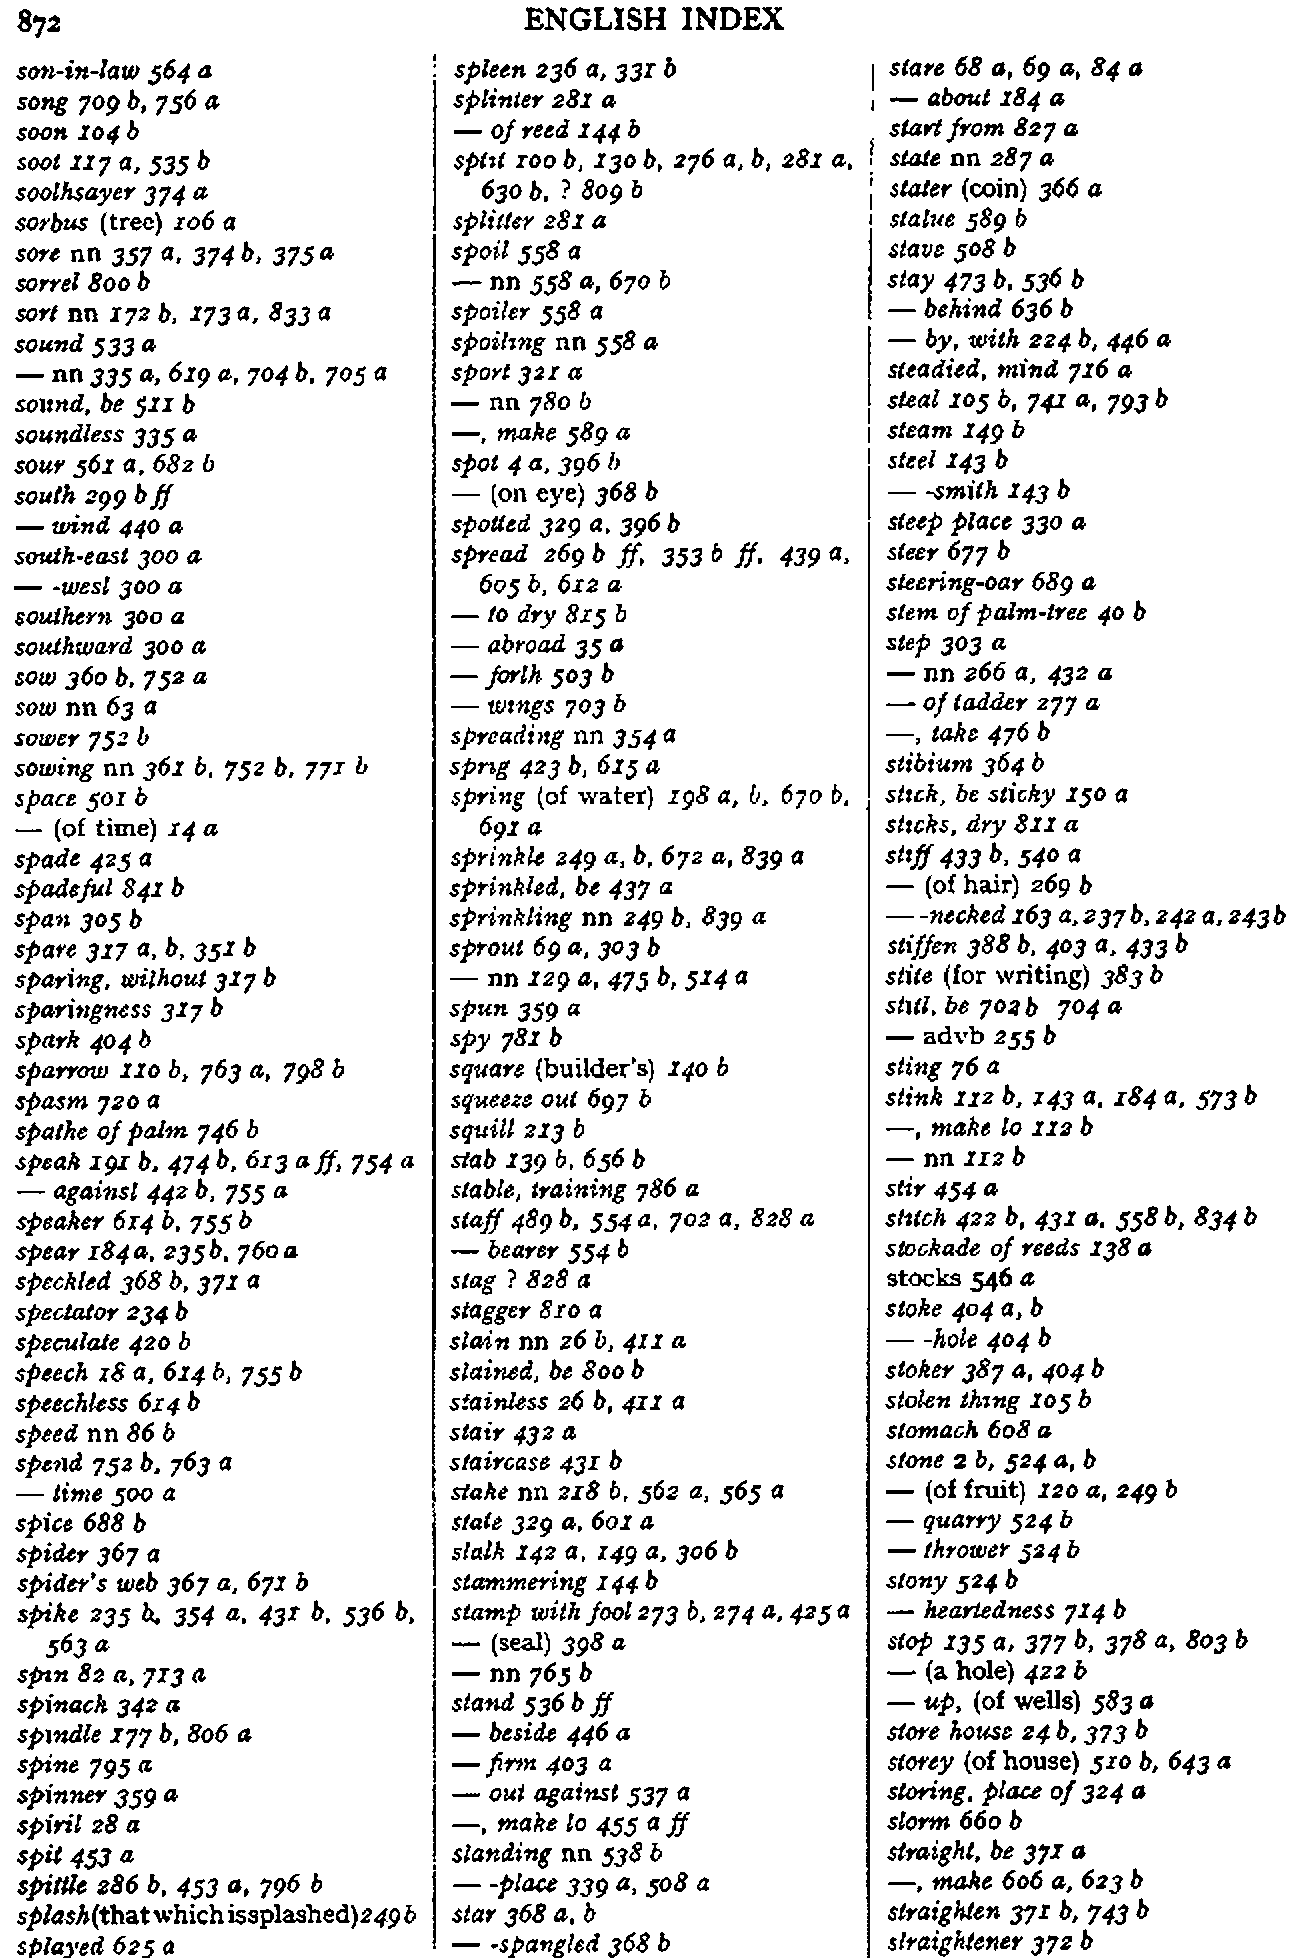 872
ENGLISH INDEX
son-in-law 564 a
song 709 b, 756 a
soon 104 b
soot 117 a, 535 b
soothsayer 374 a
sorbus (tree) 106 a
sore nn 357 a, 374 b, 375 a
sorrel 800 b
sort nn 172 b, 173 a, 833 a
sound 533 a
— nn 335 a, 619 a, 704 b, 705 a
sound, be 511 b
soundless 335 a
sour 561 a, 682 b
south 299 b ff
— wind 440 a
south-east 300 a
— -west 300 a
southern 300 a
southward 300 a
sow 360 b, 752 a
sow nn 63 a
sower 752 b
sowing nn 361 b, 752 b, 771 b
space 501 b
— (of time) 14 a
spade 425 a
spadeful 841 b
span 305 b
spare 317 a, b, 351 b
sparing, without 317 b
sparingness 317 b
spark 404 b
sparrow 110 b, 763 a, 798 b
spasm 720 a
spathe of palm 746 b
speak 191 b, 474 b, 613 a ff, 754 a
— against 442 b, 755 a
speaker 614 b, 755 b
spear 184 a, 235 b, 760 a
speckled 368 b, 371 a
spectator 234 b
speculate 420 b
speech 18 a, 614 b, 755 b
speechless 614 b
speed nn 86 b
spend 752 b, 763 a
— time 500 a
spice 688 b
spider 367 a
spider's web 367 a, 671 b
spike 235 b, 354 a, 431 b, 536 b,
563 a
spin 82 a, 713 a
spinach 342 a
spindle 177 b, 806 a
spine 795 a
spinner 359 a
spirit 28 a
spit 453 a
spittle 286 b, 453 a, 796 b
splash (that which is splashed) 249 b
splayed 625 a
spleen 236 a, 331 b
splinter 281 a
— of reed 144 b
split 100 b, 130 b, 276 a, b, 281 a,
630 b, ? 809 b
splitter 281 a
spoil 558 a
— nn 558 a, 670 b
spoiler 558 a
spoiling nn 558 a
sport 321 a
— nn 780 b
—, make 589 a
spot 4 a, 396 b
— (on eye) 368 b
spotted 329 a, 396 b
spread 269 b ff, 353 b ff, 439 a,
605 b, 612 a
— to dry 815 b
— abroad 35 a
— forth 503 b
— wings 703 b
spreading nn 354 a
sprig 423 b, 615 a
spring (of water) 198 a, b, 670 b,
691 a
sprinkle 249 a, b, 672 a, 839 a
sprinkled, be 437 a
sprinkling nn 249 b, 839 a
sprout 69 a, 303 b
— nn 129 a, 475 b, 514 a
spun 359 a
spy 781 b
square (builder's) 140 b
squeeze out 697 b
squill 213 b
stab 139 b, 656 b
stable, training 786 a
staff 489 b, 554 a, 702 a, 828 a
— bearer 554 b
stag ? 828 a
stagger 810 a
stain nn 26 b, 411 a
stained, be 800 b
stainless 26 b, 411 a
stair 432 a
staircase 431 b
stake nn 218 b, 562 a, 565 a
stale 329 a, 601 a
stalk 142 a, 149 a, 306 b
stammering 144 b
stamp with foot 273 b, 274 a, 425 a
— (seal) 398 a
— nn 765 b
stand 536 b ff
— beside 446 a
— firm 403 a
— out against 537 a
—, make to 455 a ff
standing nn 538 b
— -place 339 a, 508 a
star 368 a, b
— -spangled 368 b
stare 68 a, 69 a, 84 a
— about 184 a
start from 827 a
state nn 287 a
stater (coin) 366 a
statue 589 b
stave 508 b
stay 473 b, 536 b
— behind 636 b
— by, with 224 b, 446 a
steadied, mind 716 a
steal 105 b, 741 a, 793 b
steam 149 b
steel 143 b
— -smith 143 b
steep place 330 a
steer 677 b
steering-oar 689 a
stem of palm-tree 40 b
step 303 a
— nn 266 a, 432 a
— of ladder 277 a
—, take 476 b
stibium 364 b
stick, be sticky 150 a
sticks, dry 811 a
stiff 433 b, 540 a
— (of hair) 269 b
— -necked 163 a, 237 b, 242 a, 243 b
stiffen 388 b, 403 a, 433 b
stile (for writing) 383 b
still, be 702 b 704 a
— advb 255 b
sting 76 a
stink 112 b, 143 a, 184 a, 573 b
—, make to 112 b
— nn 112 b
stir 454 a
stitch 422 b, 431 a, 558 b, 834 b
stockade of reeds 138 a
stocks 546 a
stoke 404 a, b
— -hole 404 b
stoker 387 a, 404 b
stolen thing 105 b
stomach 608 a
stone 2 b, 524 a, b
— (of fruit) 120 a, 249 b
— quarry 524 b
— thrower 524 b
stony 524 b
— heartedness 714 b
stop 135 a, 377 b, 378 a, 803 b
— (a hole) 422 b
— up, (of wells) 583 a
store house 24 b, 373 b
storey (of house) 510 b, 643 a
storing, place of 324 a
storm 660 b
straight, be 371 a
—, make 606 a, 623 b
straighten 371 b, 743 b
straightener 372 b